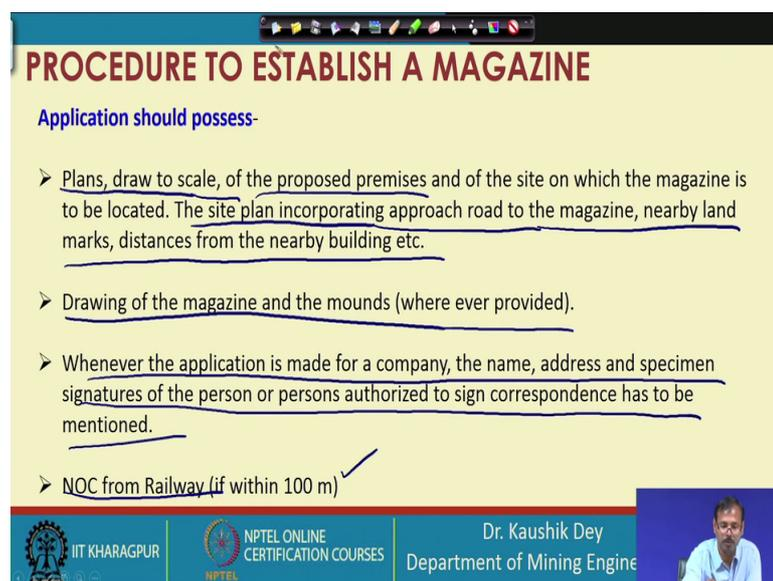 PROCEDURE TO ESTABLISH A MAGAZINE
Application should possess-
➢ Plans, draw to scale, of the proposed premises and of the site on which the magazine is
to be located. The site plan incorporating approach road to the magazine, nearby land
marks, distances from the nearby building etc.
➢ Drawing of the magazine and the mounds (where ever provided).
➢ Whenever the application is made for a company, the name, address and specimen
signatures of the person or persons authorized to sign correspondence has to be
mentioned.
➢ NOC from Railway (if within 100 m)
IIT KHARAGPUR
NPTEL ONLINE
CERTIFICATION COURSES
NPTEL
Dr. Kaushik Dey
Department of Mining Engine